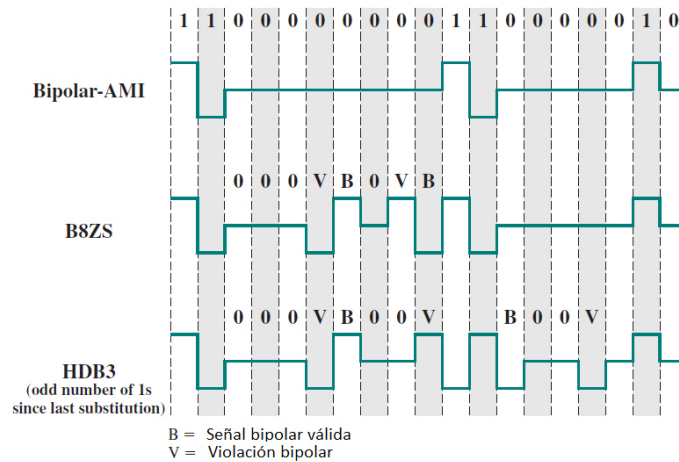 1 1 0 0 0 0 0 0 0 0 1 1 0 0 0 0 0 1 0
Bipolar-AMI
0 0 0 V B 0 V B
B8ZS
0 0 0 V B 0 0 V B 0 0 V
HDB3
(odd number of 1s
since last substitution)
B = Señal bipolar válida
V = Violación bipolar